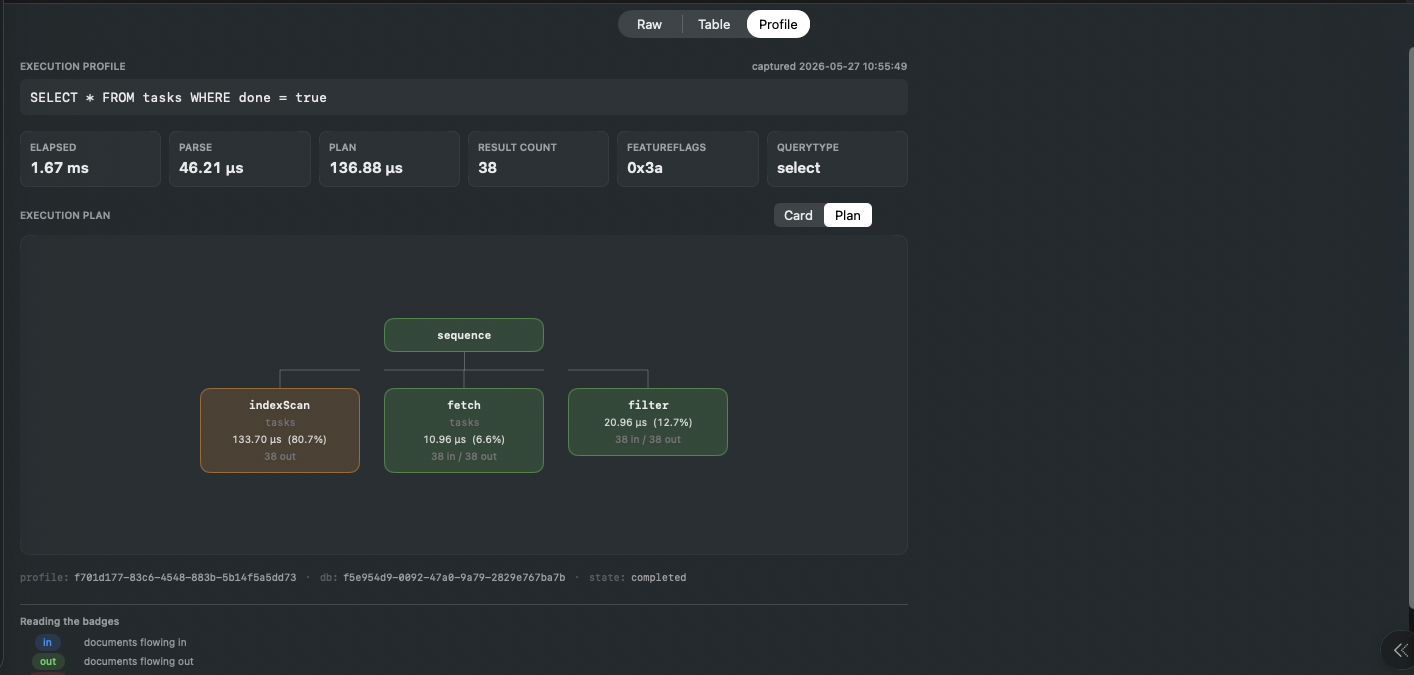 Raw Table Profile
EXECUTION PROFILE captured 2026-05-27 10:55:49
SELECT * FROM tasks WHERE done = true
ELAPSED PARSE PLAN RESULT COUNT FEATUREFLAGS QUERYTYPE
1.67 ms 46.21 µs 136.88 µs 38 0x3a select
EXECUTION PLAN Card Plan
sequence
indexScan fetch filter
tasks tasks 20.96 µs (12.7%)
133.70 µs (80.7%) 10.96 µs (6.6%) 38 in / 38 out
38 out 38 in / 38 out
profile: f701d177-83c6-4548-883b-5b14f5a5dd73 · db: f5e954d9-0092-47a0-9a79-2829e767ba7b · state: completed
Reading the badges
in documents flowing in
out documents flowing out